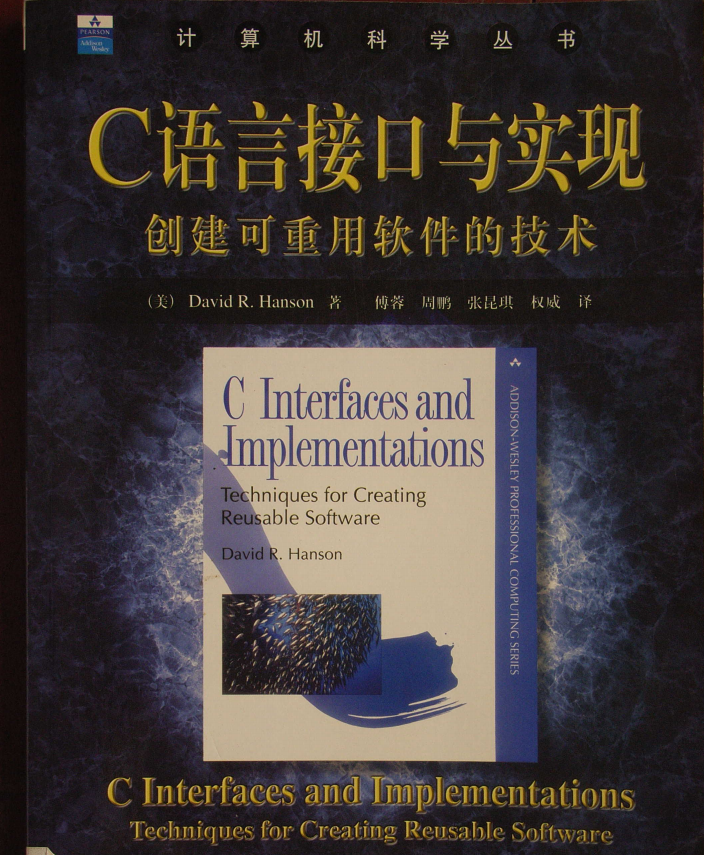 PEARSON
Addison
Wesley
计算机科学丛书
C语言接口与实现
创建可重用软件的技术
(美) David R. Hanson 著 傅蓉 周鹏 张昆琪 权威 译
C Interfaces and
Implementations
Techniques for Creating
Reusable Software
David R. Hanson
ADDISON-WESLEY PROFESSIONAL COMPUTING SERIES
C Interfaces and Implementations
Techniques for Creating Reusable Software